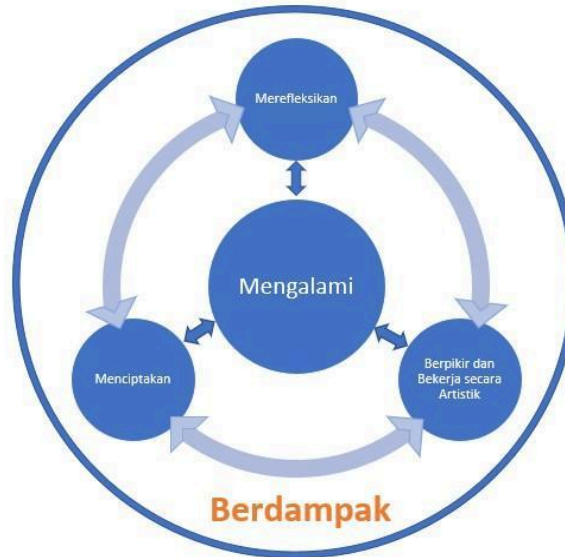 Merefleksikan
Mengalami
Menciptakan
Berpikir dan
Bekerja secara
Artistik
Berdampak